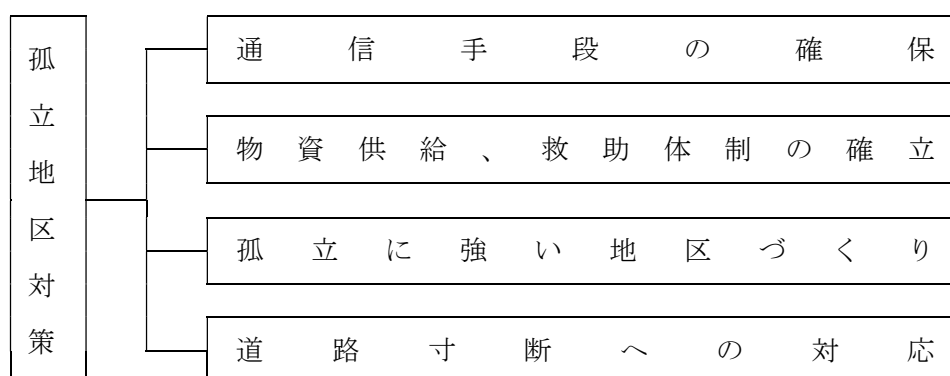 孤立地区対策
通信手段の確保
物資供給、救助体制の確立
孤立に強い地区づくり
道路寸断への対応